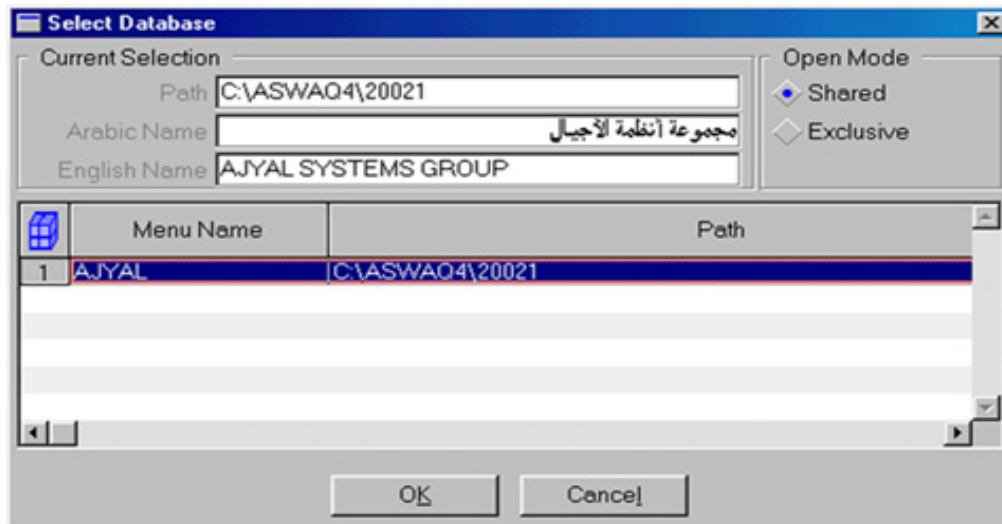 Select Database
Current Selection
Open Mode
Path C:\ASWAQ4\20021
Shared
Arabic Name مجموعة أنظمة الأجيال
Exclusive
English Name AJYAL SYSTEMS GROUP
Menu Name Path
1 AJYAL C:\ASWAQ4\20021
OK Cancel